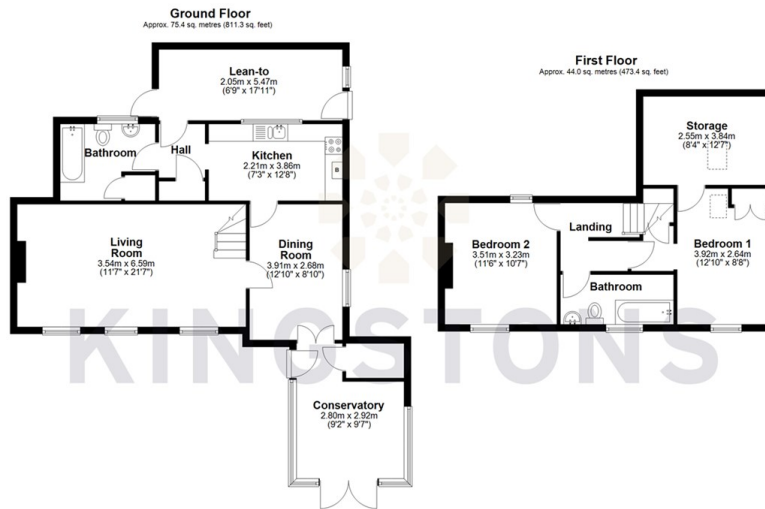 Ground Floor
Approx. 75.4 sq. metres (811.3 sq. feet)
Lean-to
2.05m x 5.47m
(6'9" x 17'11")
Bathroom
Hall
Kitchen
2.21m x 3.86m
(7'3" x 12'8")
Living
Room
3.54m x 6.59m
(11'7" x 21'7")
Dining
Room
3.91m x 2.68m
(12'10" x 8'10")
Conservatory
2.80m x 2.92m
(9'2" x 9'7")
First Floor
Approx. 44.0 sq. metres (473.4 sq. feet)
Storage
2.55m x 3.84m
(8'4" x 12'7")
Landing
Bedroom 2
3.51m x 3.23m
(11'6" x 10'7")
Bedroom 1
3.92m x 2.64m
(12'10" x 8'8")
Bathroom
KINGSTONS